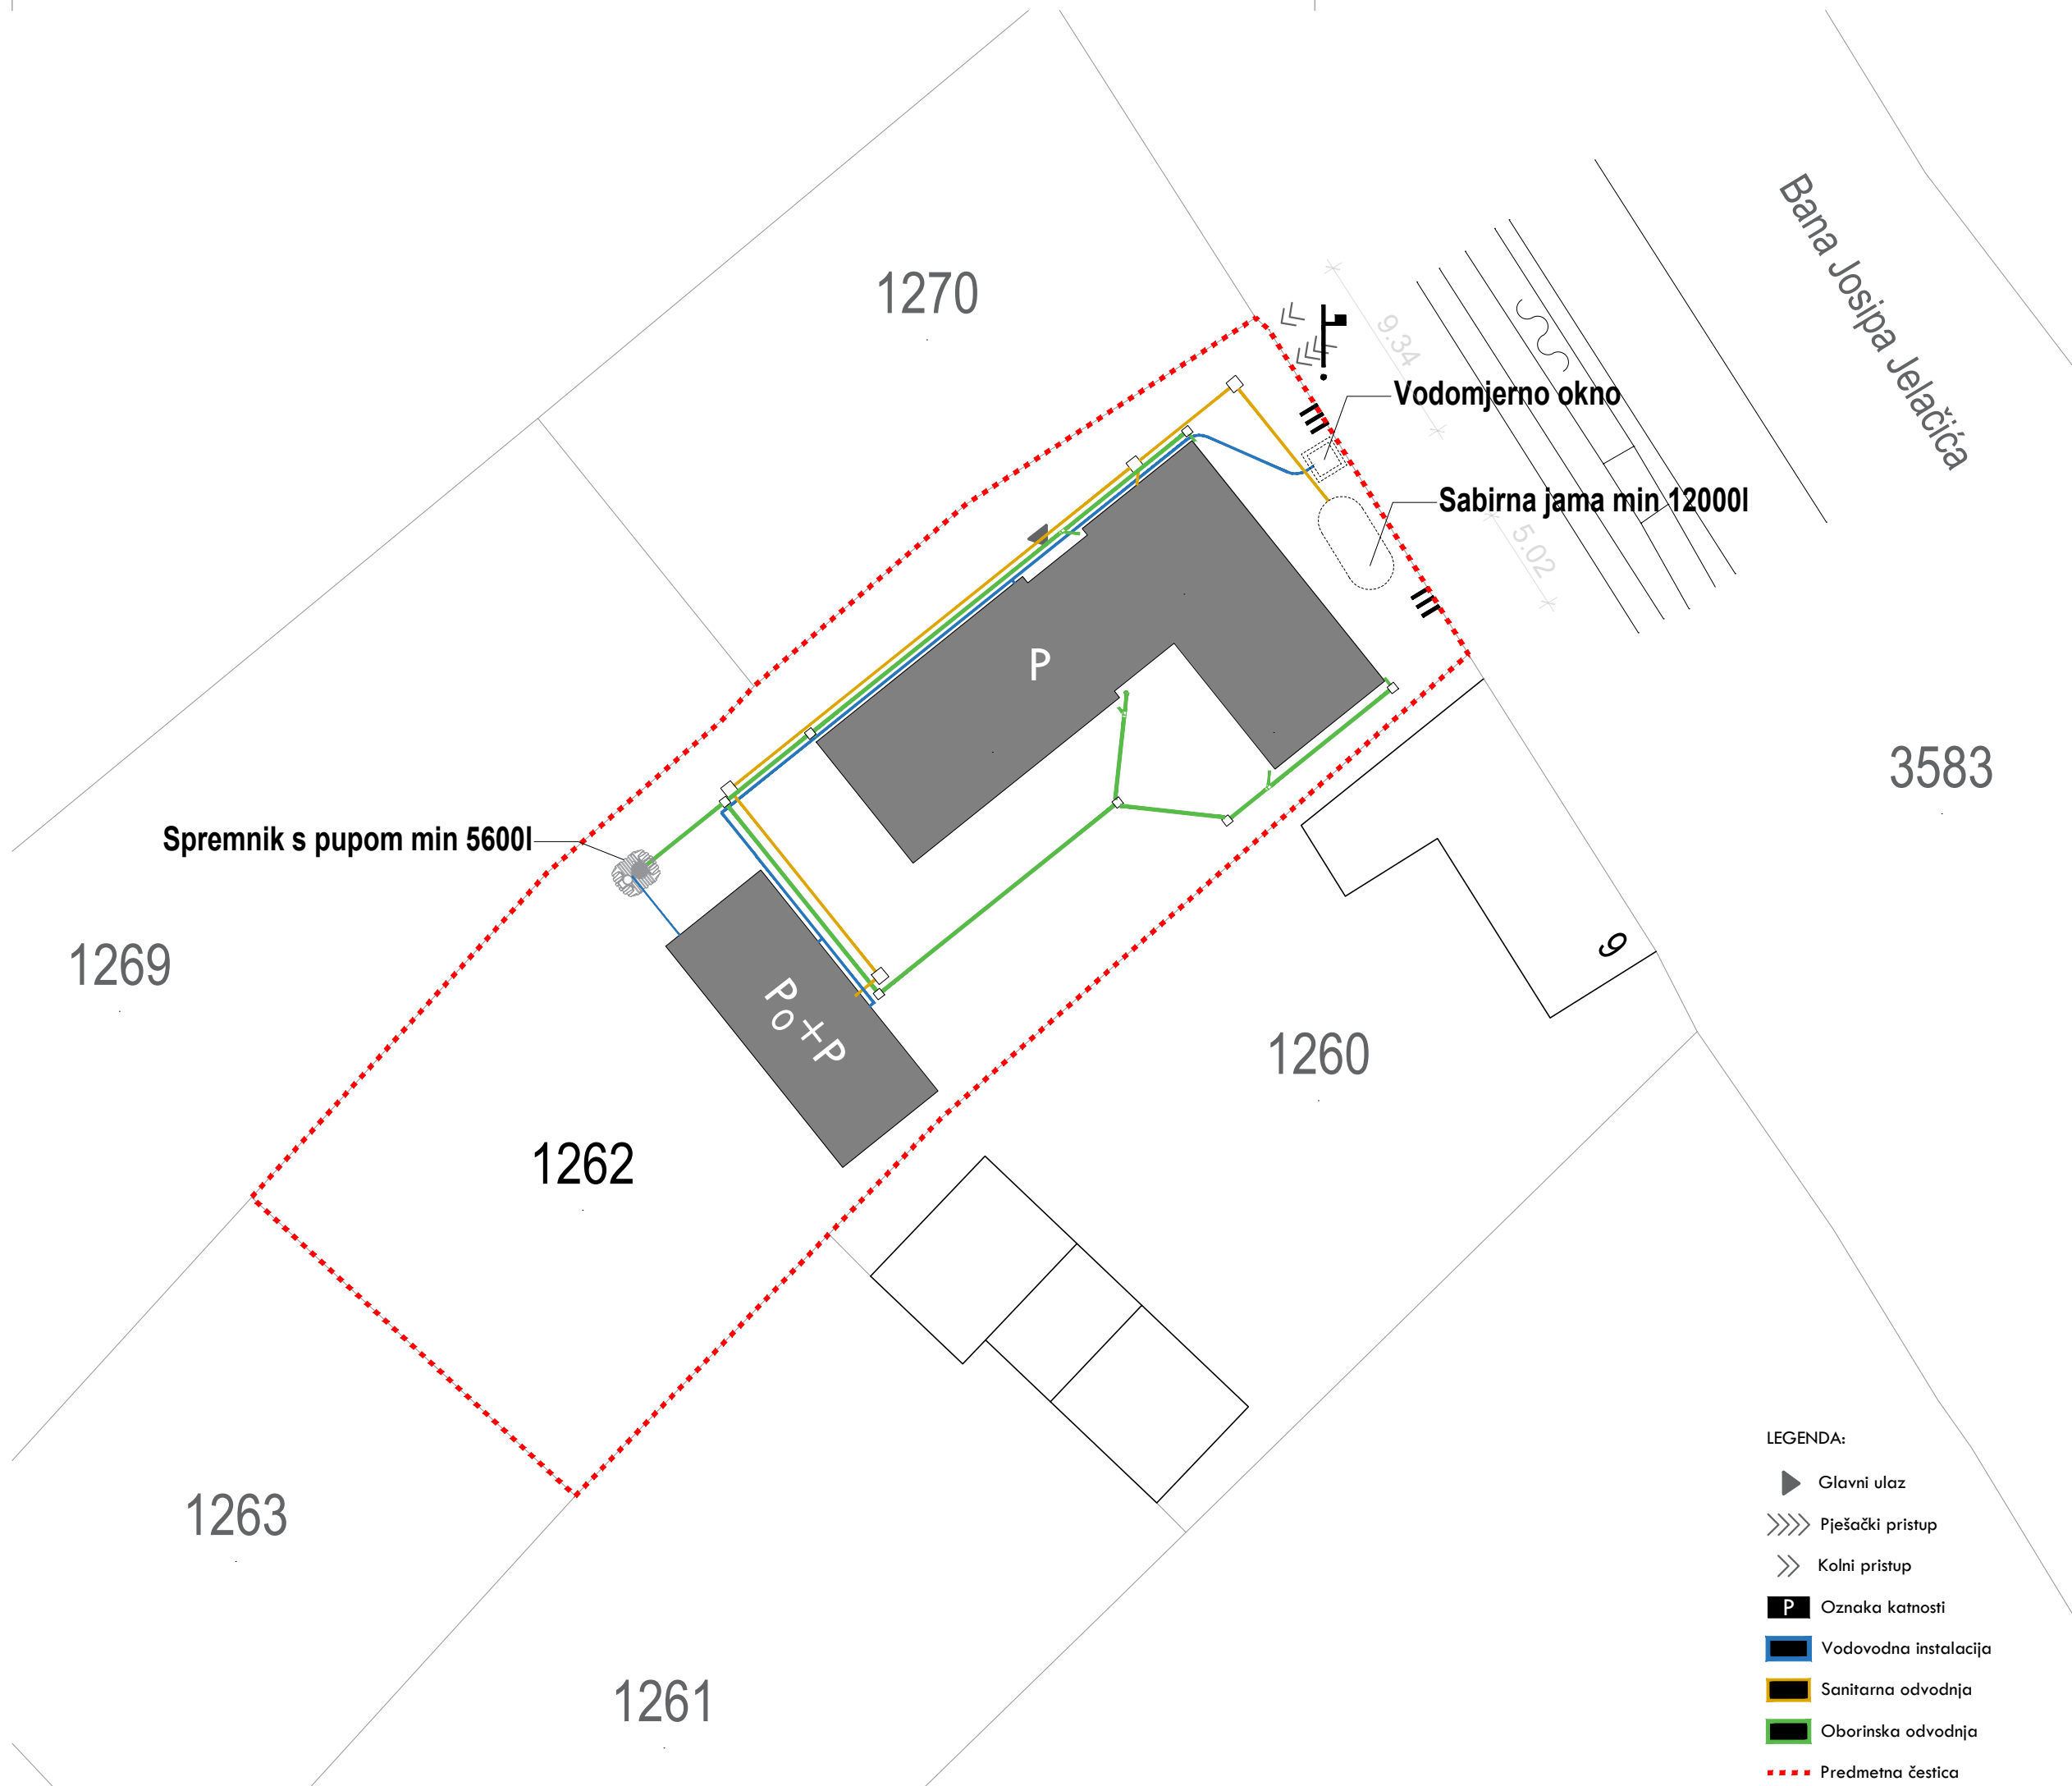 Bana Josipa Jelačića
1270
9.34
Vodomjerno okno
Sabirna jama min 12000l
5.02
P
3583
Spremnik s pupom min 5600l
1269
9
Po+P
1260
1262
1263
1261
LEGENDA:
Glavni ulaz
Pješački pristup
Kolni pristup
P Oznaka katnosti
Vodovodna instalacija
Sanitarna odvodnja
Oborinska odvodnja
Predmetna čestica